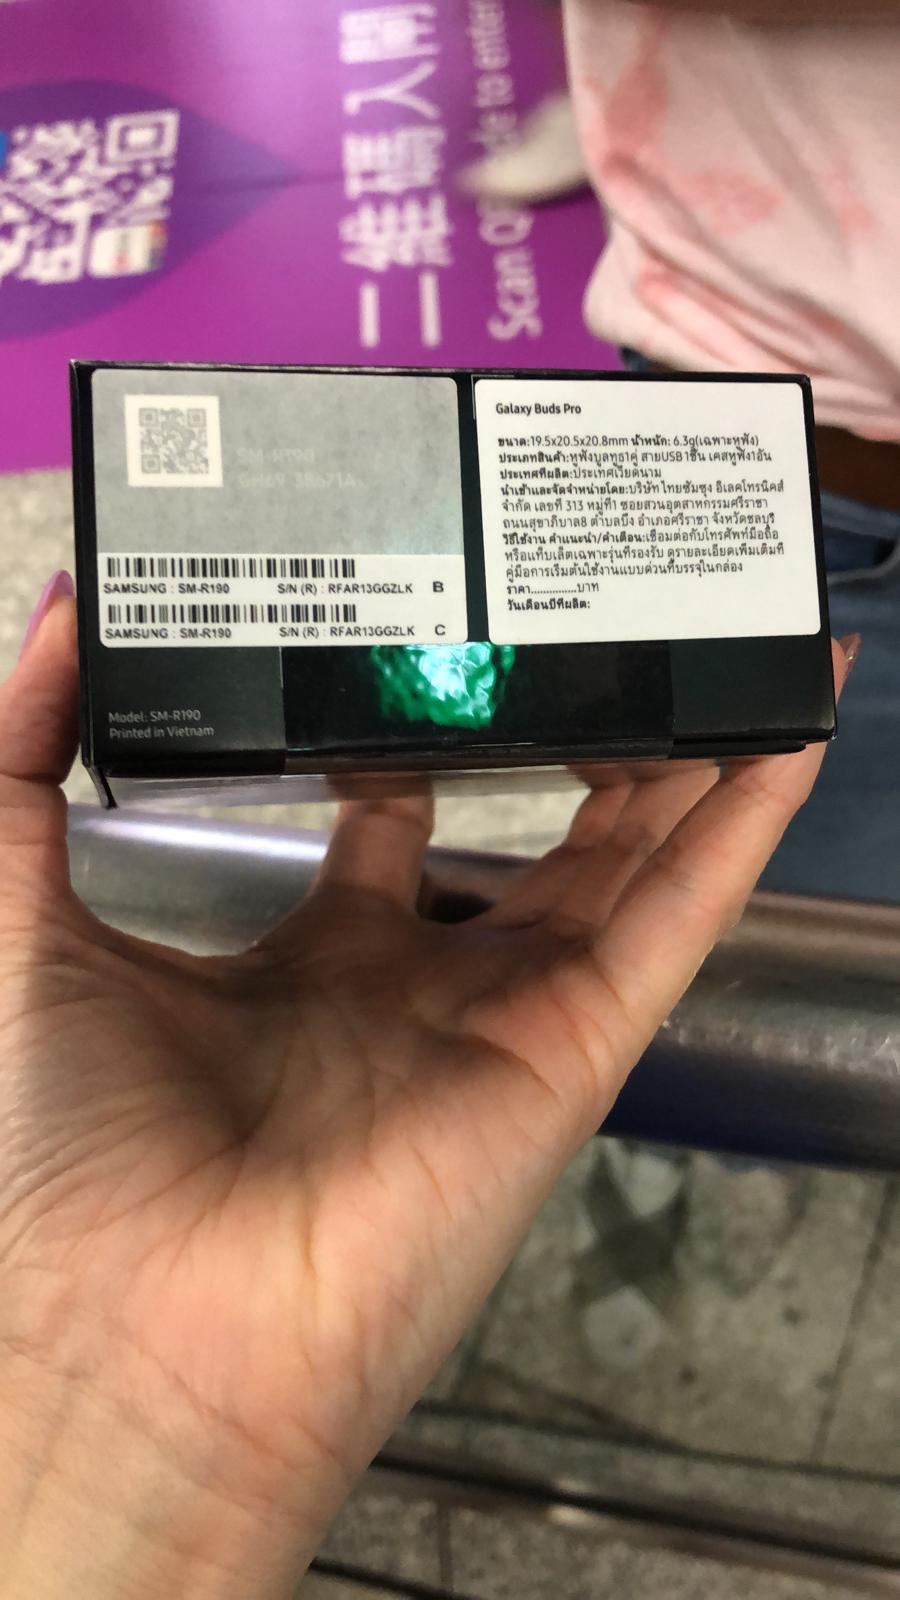 二維碼入閘
Scan QR code to enter
SM-R190
GH69-38671A
SAMSUNG : SM-R190 S/N (R) : RFAR13GGZLK B
SAMSUNG : SM-R190 S/N (R) : RFAR13GGZLK C
Model: SM-R190
Printed in Vietnam
Galaxy Buds Pro
ขนาด:19.5x20.5x20.8mm น้ำหนัก: 6.3g(เฉพาะหูฟัง)
ประเภทสินค้า:หูฟังบลูทูธ1คู่ สายUSB1ชิ้น เคสหูฟัง1อัน
ประเทศที่ผลิต:ประเทศเวียดนาม
นำเข้าและจัดจำหน่ายโดย:บริษัท ไทยซัมซุง อิเลคโทรนิคส์
จำกัด เลขที่ 313 หมู่ที่1 ซอยสวนอุตสาหกรรมศรีราชา
ถนนสุขาภิบาล8 ตำบลบึง อำเภอศรีราชา จังหวัดชลบุรี
วิธีใช้งาน คำแนะนำ/คำเตือน:เชื่อมต่อกับโทรศัพท์มือถือ
หรือแท็บเล็ตเฉพาะรุ่นที่รองรับ ดูรายละเอียดเพิ่มเติมที่
คู่มือการเริ่มต้นใช้งานแบบด่วนที่บรรจุในกล่อง
ราคา...............บาท
วันเดือนปีที่ผลิต: